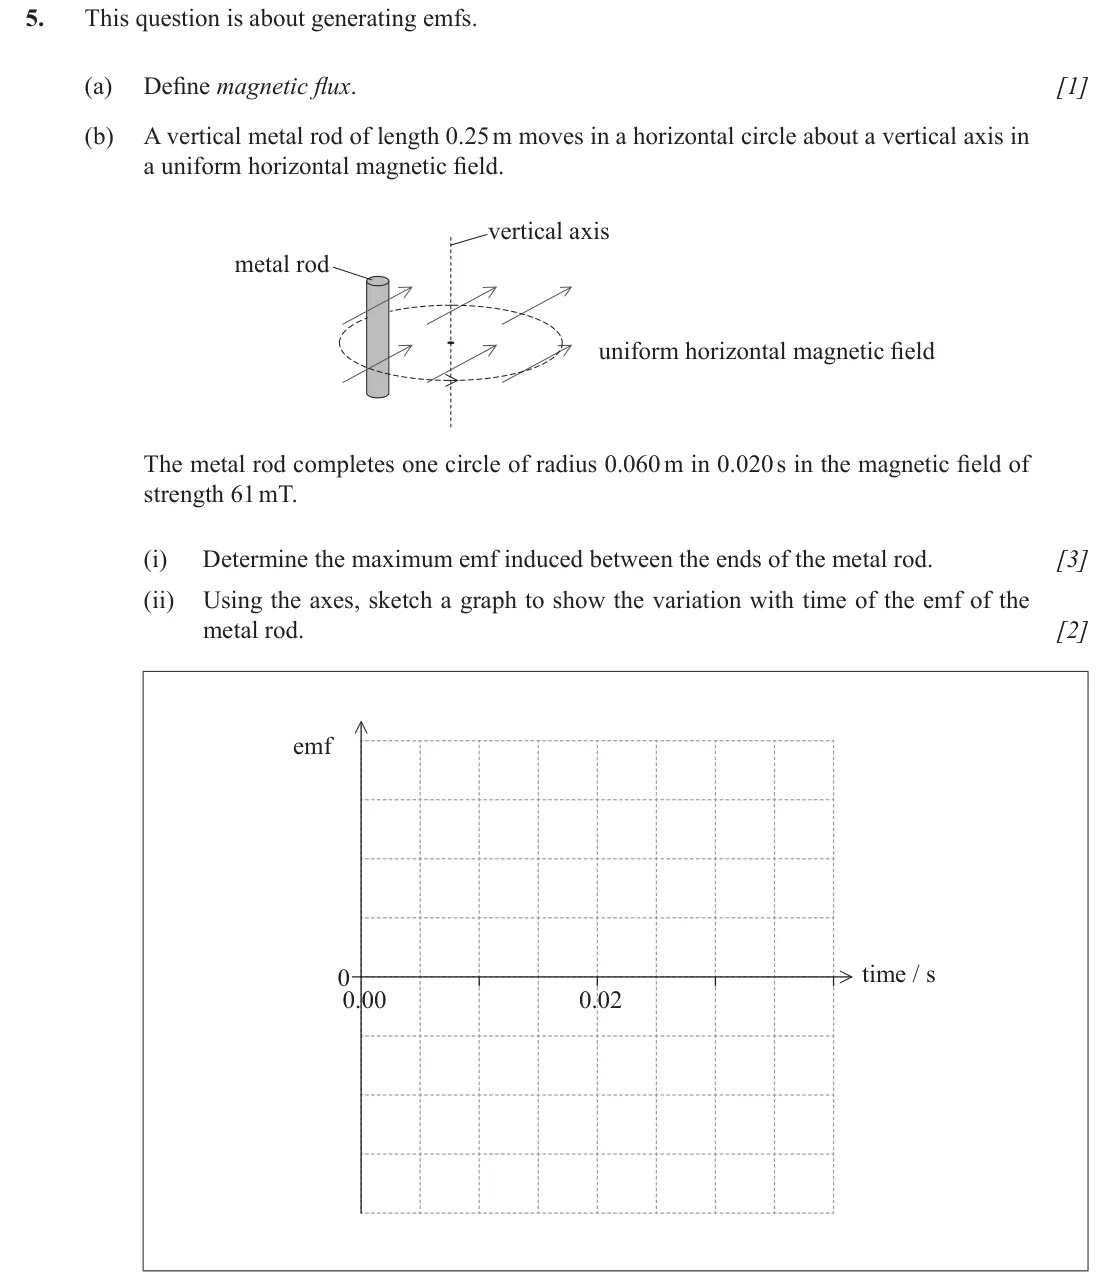 5. This question is about generating emfs.
(a) Define magnetic flux. [1]
(b) A vertical metal rod of length 0.25 m moves in a horizontal circle about a vertical axis in
a uniform horizontal magnetic field.
vertical axis
metal rod
uniform horizontal magnetic field
The metal rod completes one circle of radius 0.060 m in 0.020 s in the magnetic field of
strength 61 mT.
(i) Determine the maximum emf induced between the ends of the metal rod. [3]
(ii) Using the axes, sketch a graph to show the variation with time of the emf of the
metal rod. [2]
emf
0
time / s
0.00 0.02